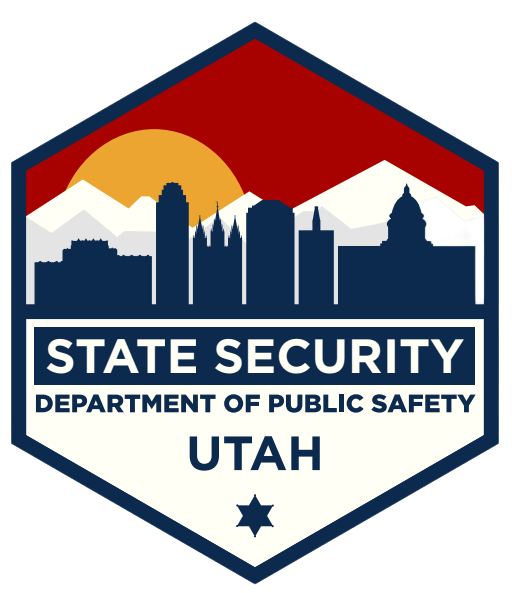 STATE SECURITY
DEPARTMENT OF PUBLIC SAFETY
UTAH